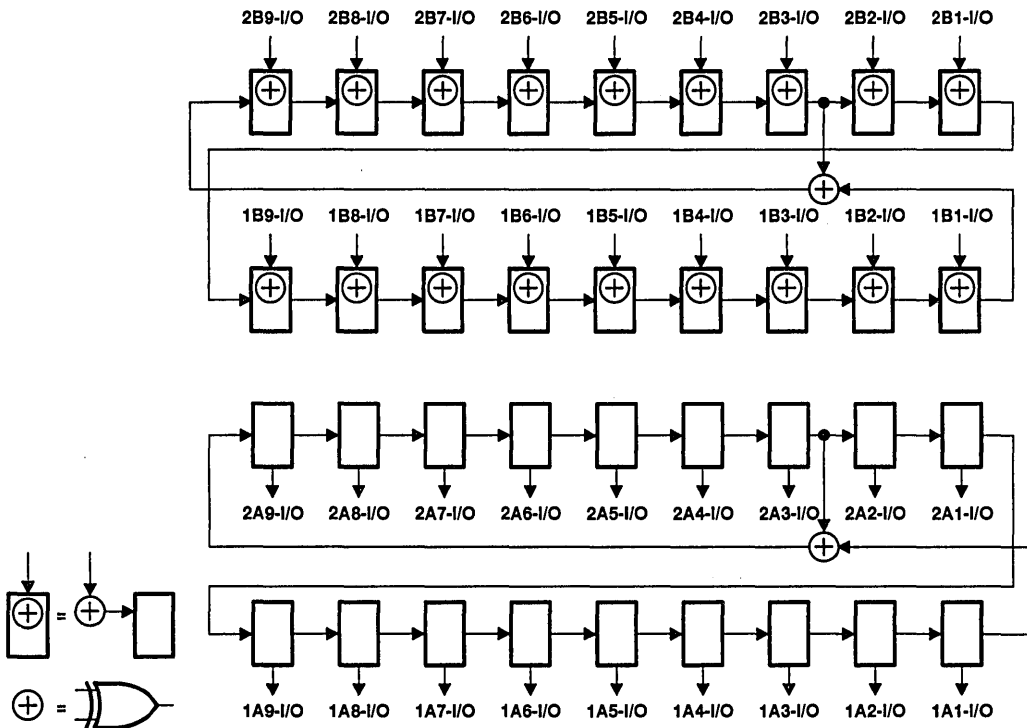 2B9-I/O 2B8-I/O 2B7-I/O 2B6-I/O 2B5-I/O 2B4-I/O 2B3-I/O 2B2-I/O 2B1-I/O
1B9-I/O 1B8-I/O 1B7-I/O 1B6-I/O 1B5-I/O 1B4-I/O 1B3-I/O 1B2-I/O 1B1-I/O
2A9-I/O 2A8-I/O 2A7-I/O 2A6-I/O 2A5-I/O 2A4-I/O 2A3-I/O 2A2-I/O 2A1-I/O
=
=
1A9-I/O 1A8-I/O 1A7-I/O 1A6-I/O 1A5-I/O 1A4-I/O 1A3-I/O 1A2-I/O 1A1-I/O